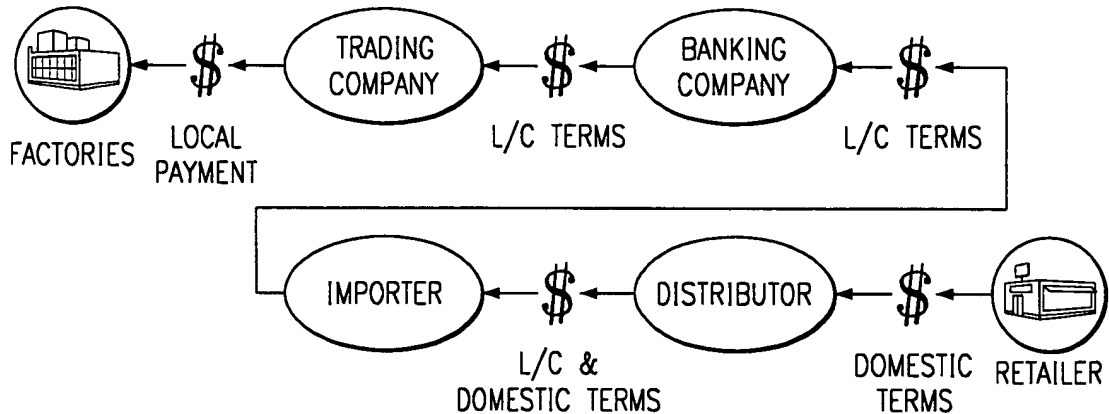 TRADING
COMPANY
BANKING
COMPANY
$
$
$
FACTORIES
LOCAL
PAYMENT
L/C TERMS
L/C TERMS
IMPORTER
DISTRIBUTOR
$
$
L/C &
DOMESTIC TERMS
DOMESTIC
TERMS
RETAILER